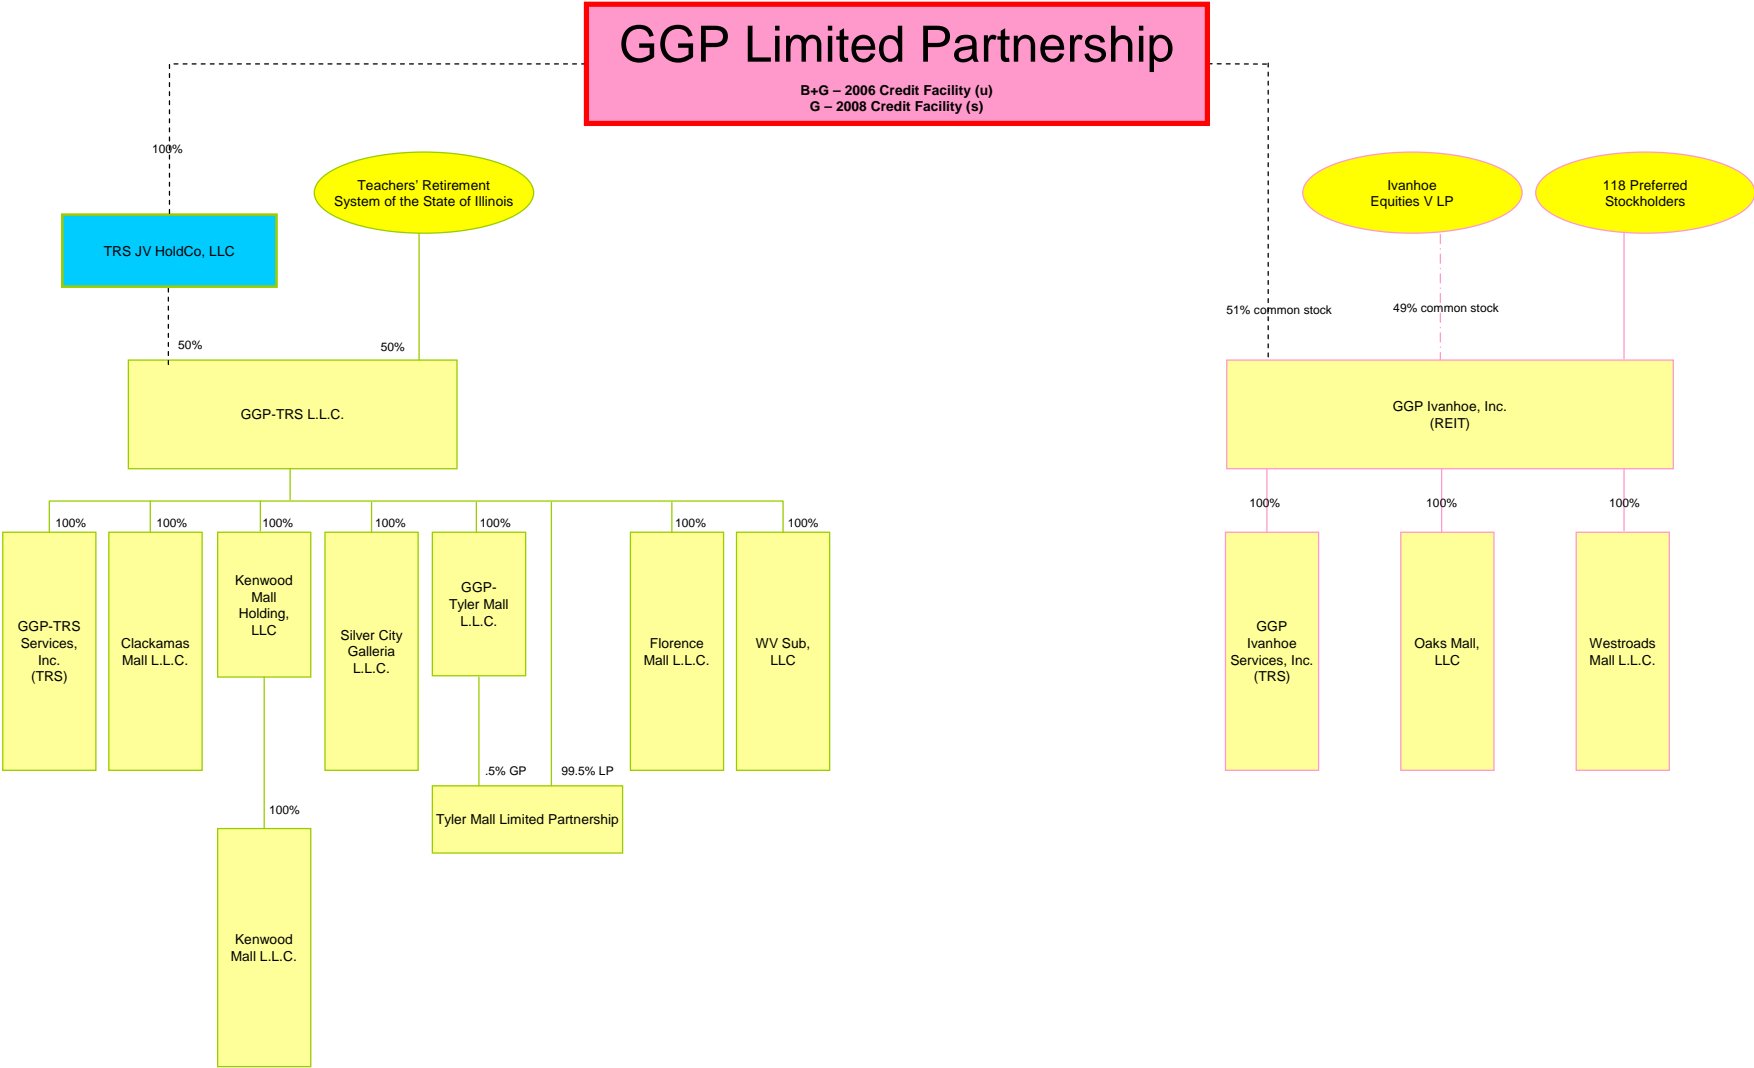 GGP Limited Partnership
B+G – 2006 Credit Facility (u)
G – 2008 Credit Facility (s)
100%
Teachers’ Retirement
System of the State of Illinois
Ivanhoe
Equities V LP
118 Preferred
Stockholders
TRS JV HoldCo, LLC
51% common stock
49% common stock
50%
50%
GGP-TRS L.L.C.
GGP Ivanhoe, Inc.
(REIT)
100%
100%
100%
100%
100%
100%
100%
100%
100%
100%
GGP-TRS
Services,
Inc.
(TRS)
Clackamas
Mall L.L.C.
Kenwood
Mall
Holding,
LLC
Silver City
Galleria
L.L.C.
GGP-
Tyler Mall
L.L.C.
Florence
Mall L.L.C.
WV Sub,
LLC
GGP
Ivanhoe
Services, Inc.
(TRS)
Oaks Mall,
LLC
Westroads
Mall L.L.C.
.5% GP
99.5% LP
100%
Tyler Mall Limited Partnership
Kenwood
Mall L.L.C.